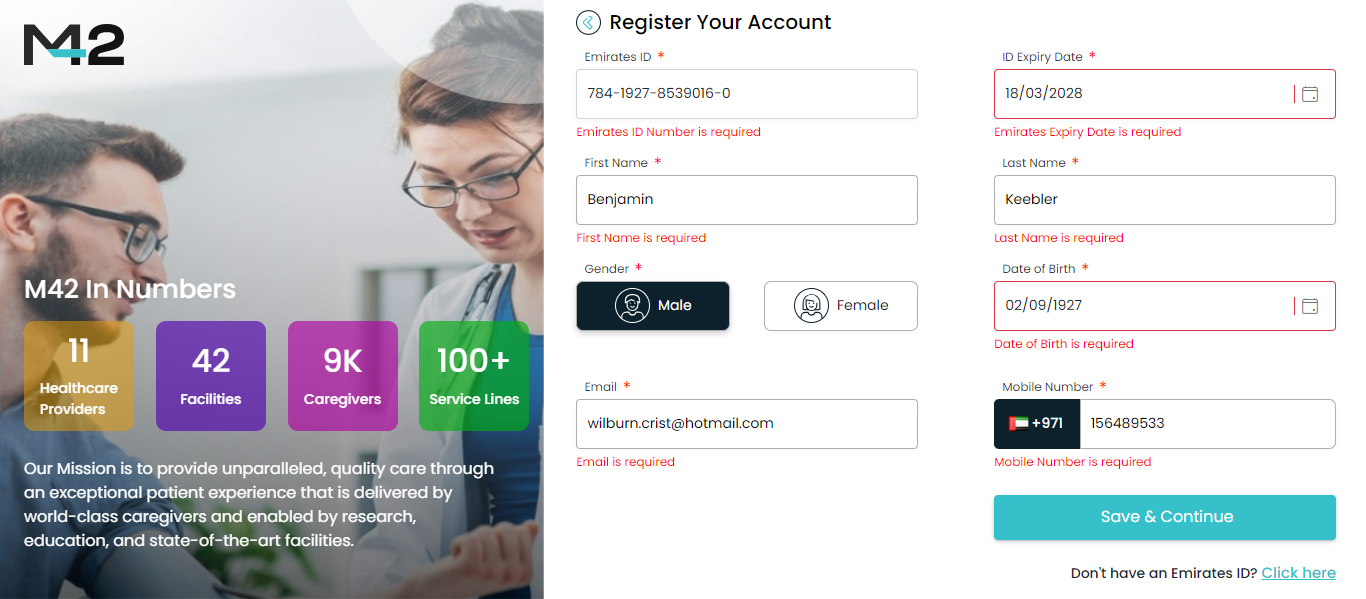 M42
M42 In Numbers
11
Healthcare
Providers
42
Facilities
9K
Caregivers
100+
Service Lines
Our Mission is to provide unparalleled, quality care through
an exceptional patient experience that is delivered by
world-class caregivers and enabled by research,
education, and state-of-the-art facilities.
Register Your Account
Emirates ID *
784-1927-8539016-0
Emirates ID Number is required
ID Expiry Date *
18/03/2028
Emirates Expiry Date is required
First Name *
Benjamin
First Name is required
Last Name *
Keebler
Last Name is required
Gender *
Male
Female
Date of Birth *
02/09/1927
Date of Birth is required
Email *
wilburn.crist@hotmail.com
Email is required
Mobile Number *
+971 156489533
Mobile Number is required
Save & Continue
Don't have an Emirates ID? Click here